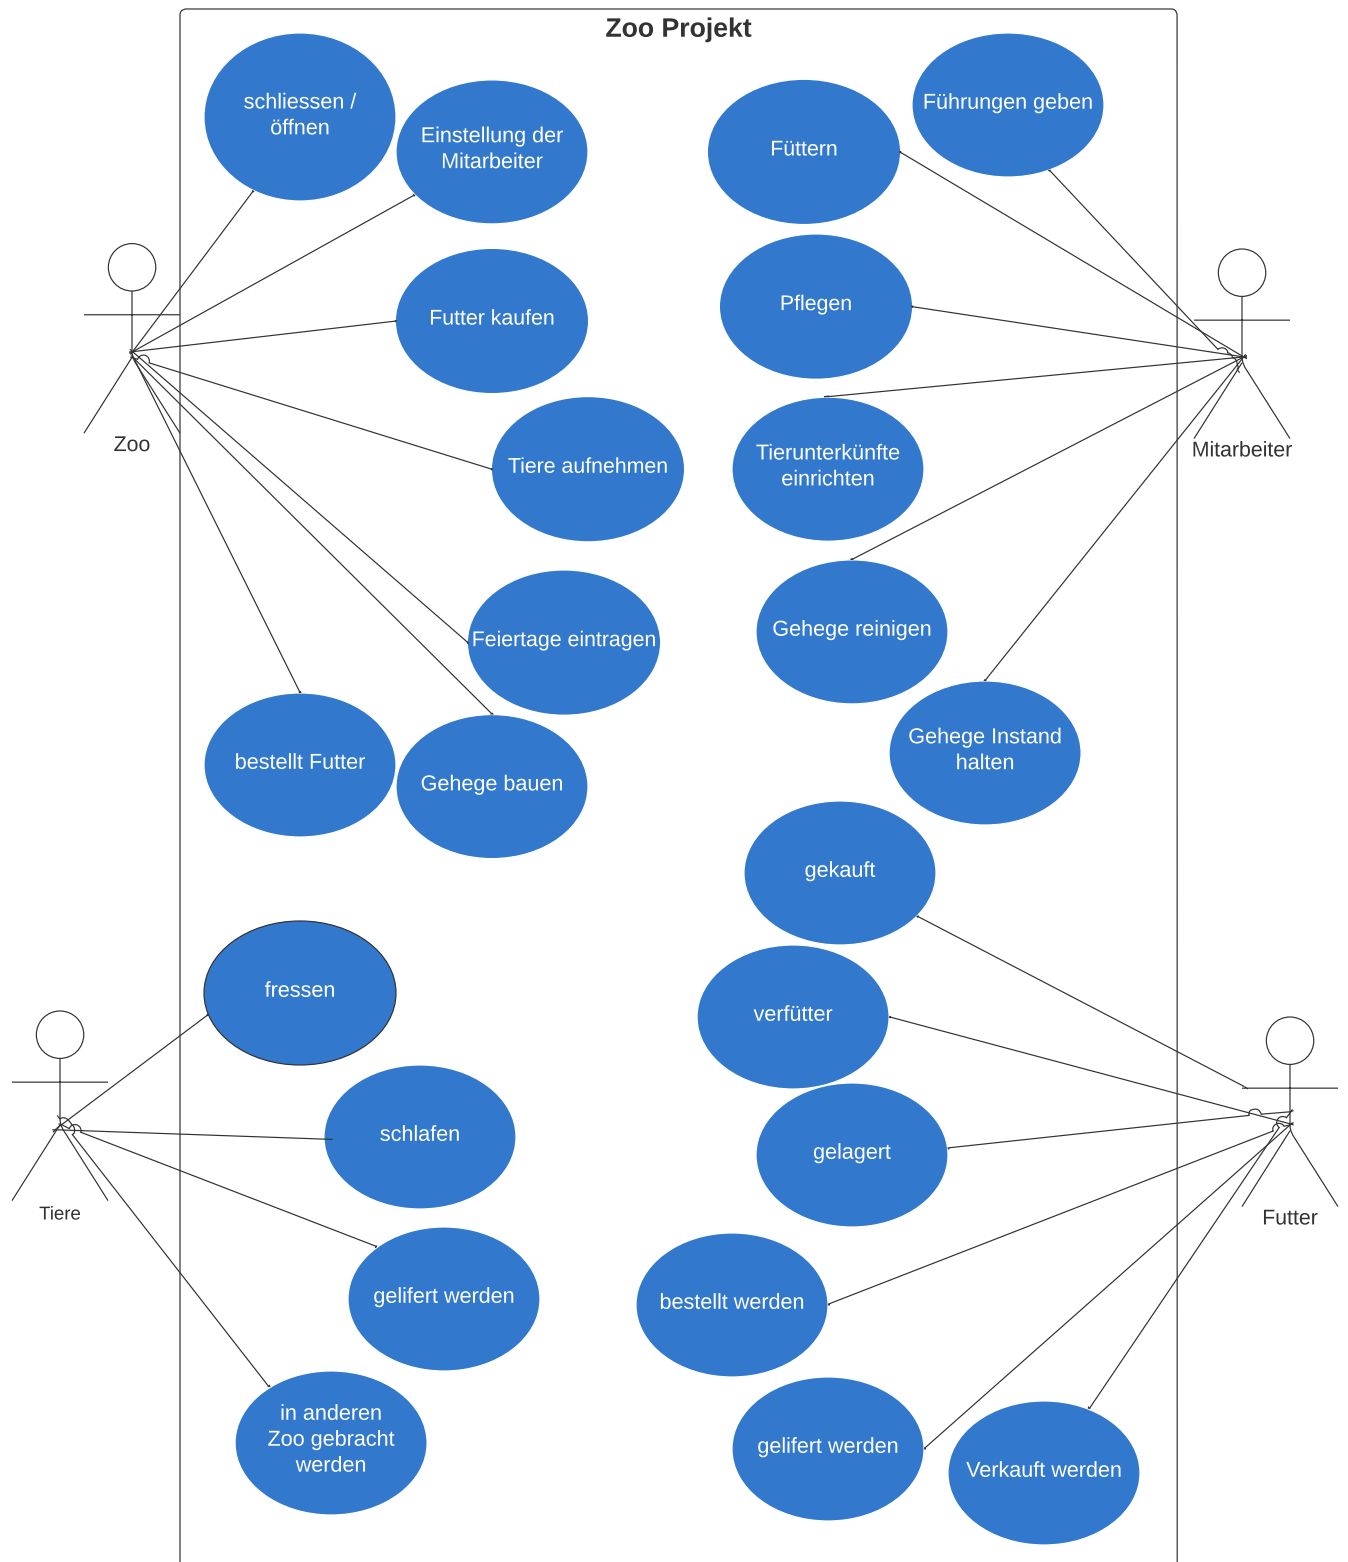 Zoo Projekt
schliessen /
öffnen
Einstellung der
Mitarbeiter
Futter kaufen
Tiere aufnehmen
Feiertage eintragen
bestellt Futter
Gehege bauen
Zoo
Führungen geben
Füttern
Pflegen
Tierunterkünfte
einrichten
Gehege reinigen
Gehege Instand
halten
Mitarbeiter
fressen
schlafen
gelifert werden
in anderen
Zoo gebracht
werden
Tiere
gekauft
verfütter
gelagert
bestellt werden
gelifert werden
Verkauft werden
Futter